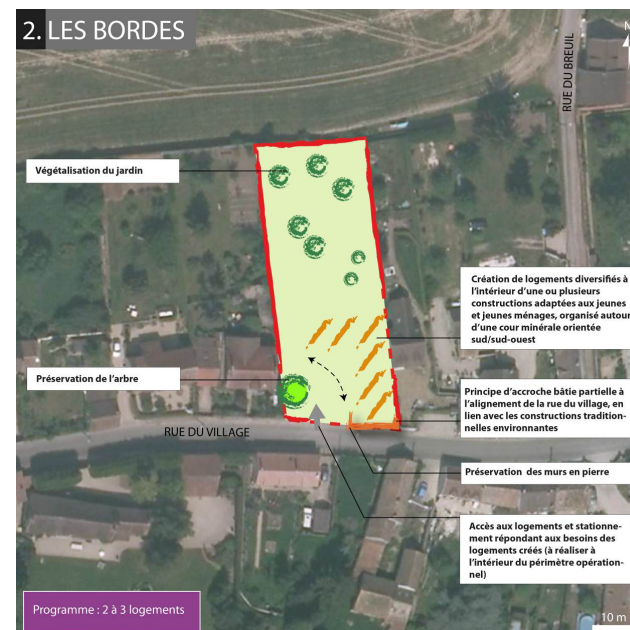 2. LES BORDES
N
RUE DU BREUIL
Végétalisation du jardin
Création de logements diversifiés à
l'intérieur d'une ou plusieurs
constructions adaptées aux jeunes
et jeunes ménages, organisé autour
d'une cour minérale orientée
sud/sud-ouest
Préservation de l'arbre
Principe d'accroche bâtie partielle à
l'alignement de la rue du village, en
lien avec les constructions tradition-
nelles environnantes
RUE DU VILLAGE
Préservation des murs en pierre
Accès aux logements et stationne-
ment répondant aux besoins des
logements créés (à réaliser à
l'intérieur du périmètre opération-
nel)
Programme : 2 à 3 logements
10 m